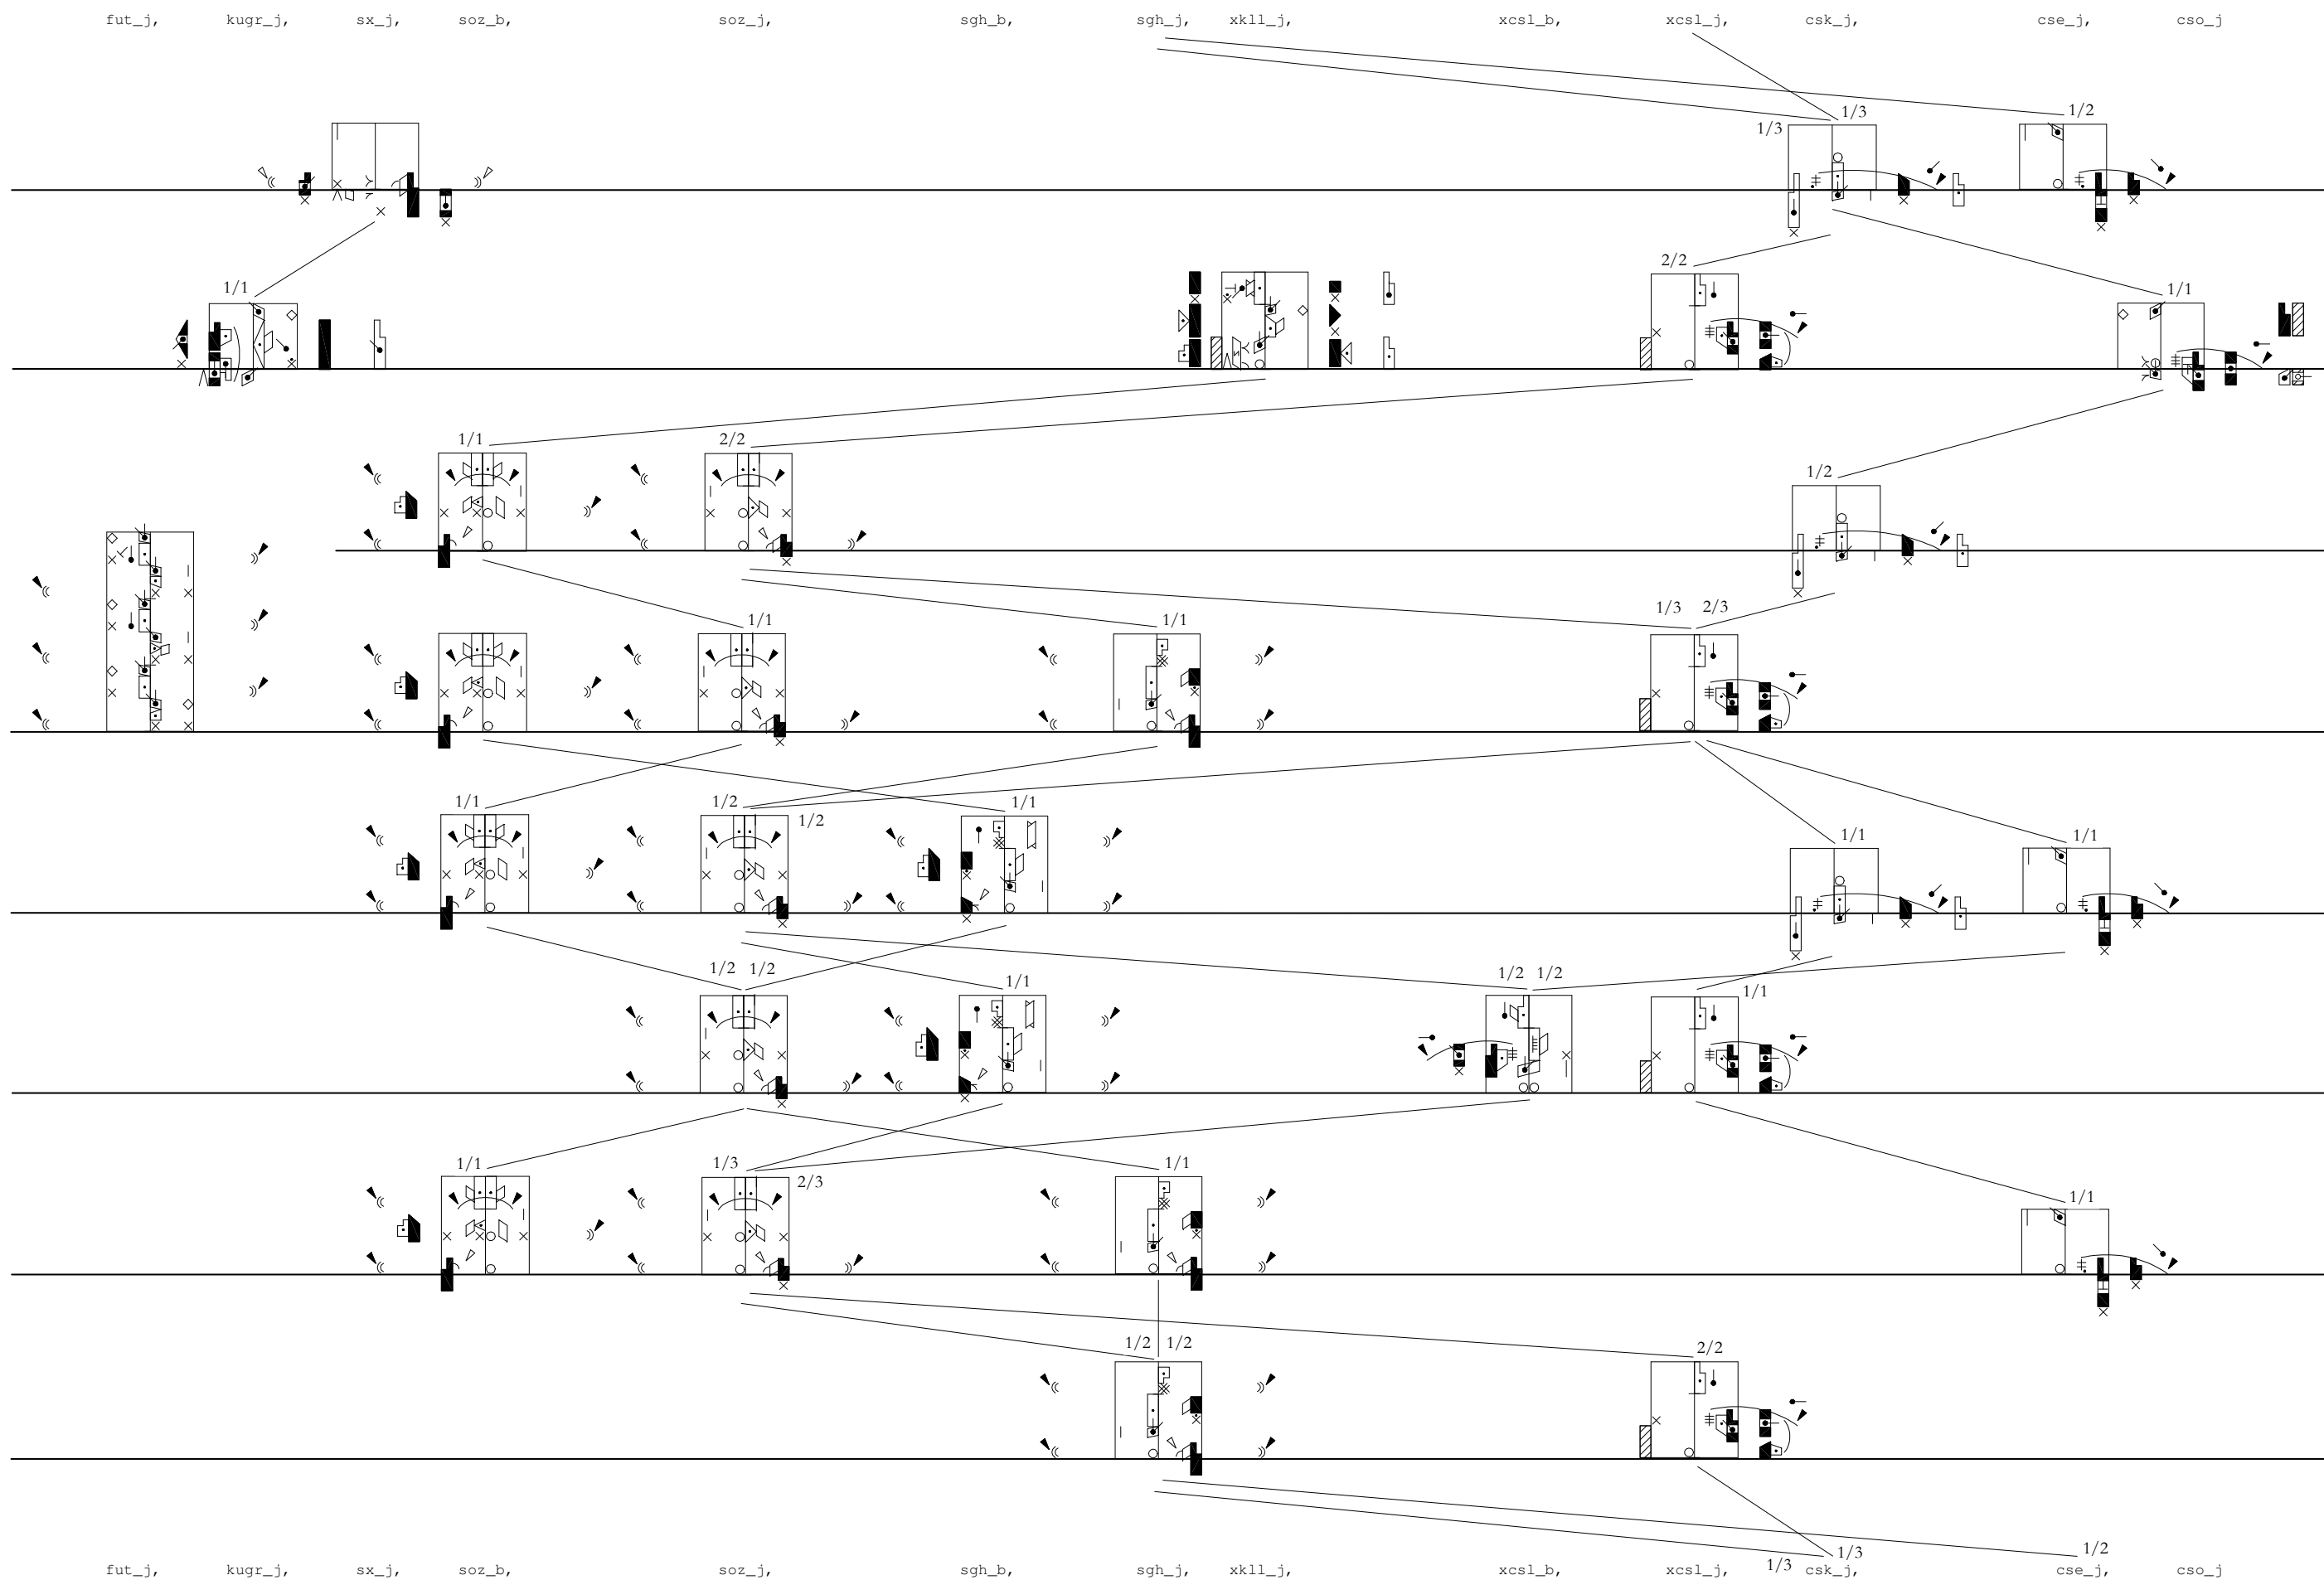 fut_j, kugr_j, sx_j, soz_b, soz_j, sgh_b, sgh_j, xkll_j, xcsl_b, xcsl_j, csk_j, cse_j, cso_j
1/3 1/3 1/2
1/1 2/2 1/1
1/1 2/2 1/2
1/1 1/1 1/3 2/3
1/1 1/2 1/2 1/1 1/1 1/1
1/2 1/2 1/1 1/2 1/2 1/1
1/1 1/3 2/3 1/1 1/1
1/2 1/2 2/2
1/3 1/3 1/2
fut_j, kugr_j, sx_j, soz_b, soz_j, sgh_b, sgh_j, xkll_j, xcsl_b, xcsl_j, csk_j, cse_j, cso_j